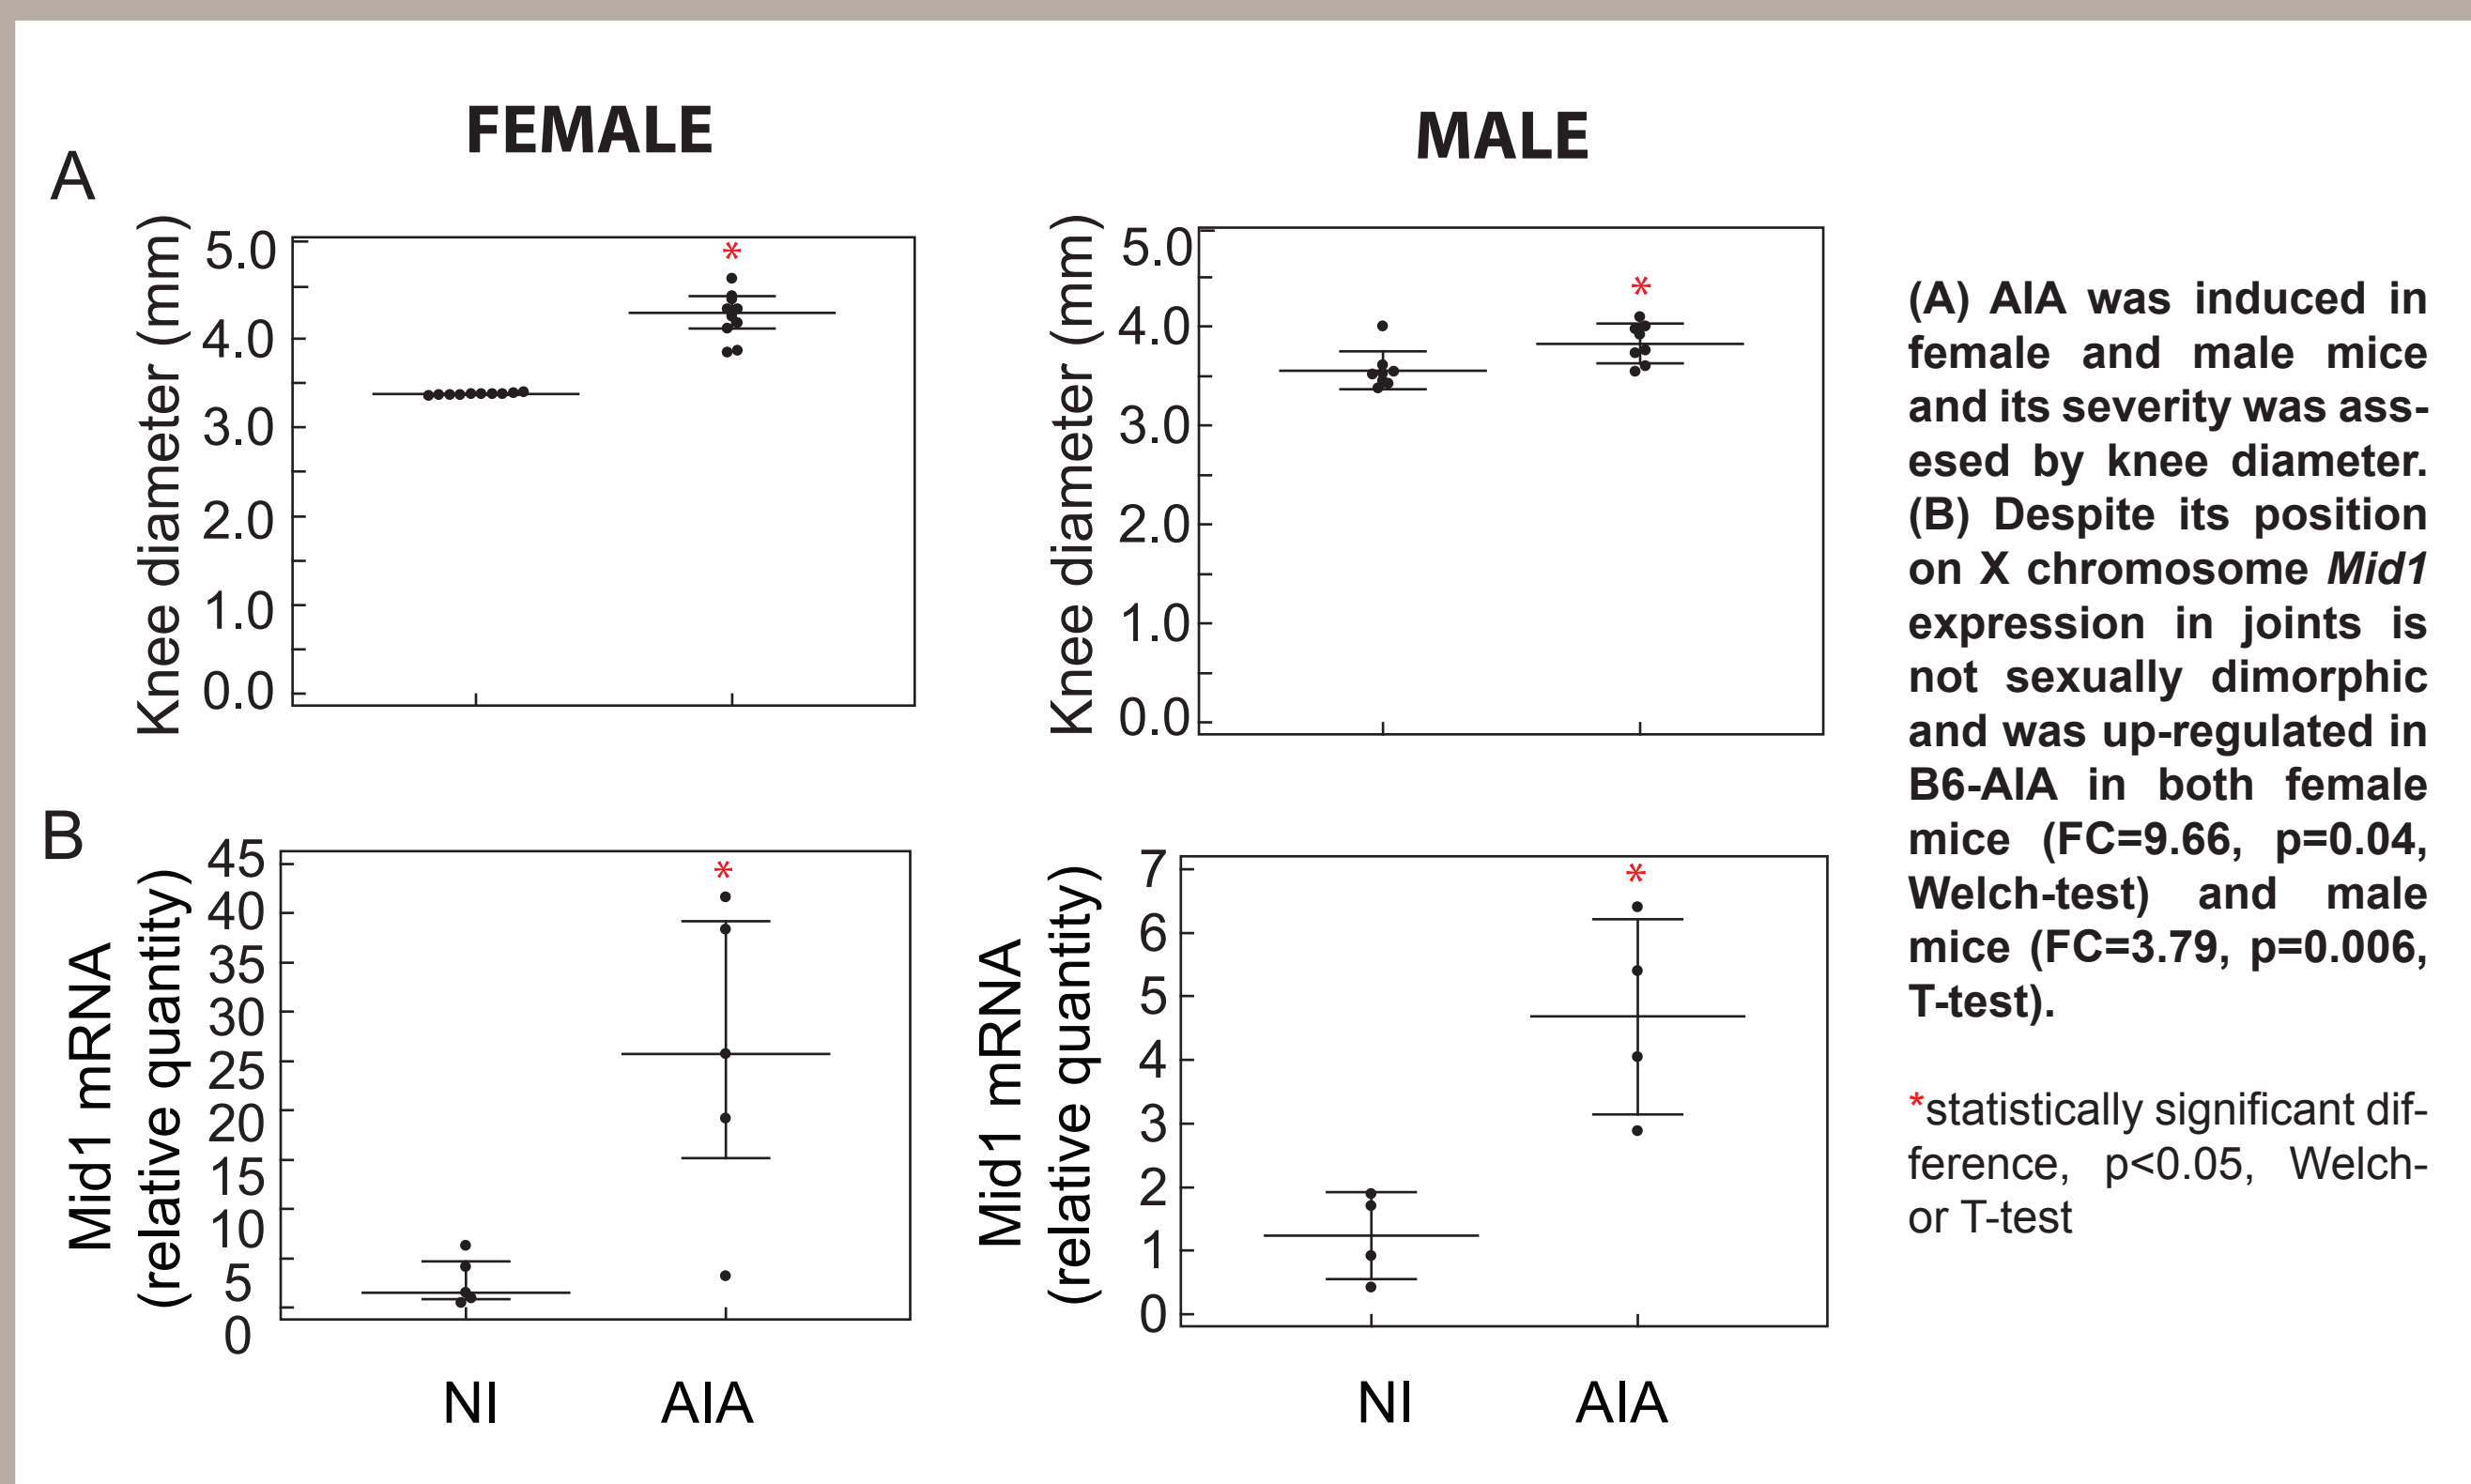 FEMALE
MALE
A
Knee diameter (mm)
5.0
4.0
3.0
2.0
1.0
0.0
*
Knee diameter (mm)
5.0
4.0
3.0
2.0
1.0
0.0
*
B
Mid1 mRNA
(relative quantity)
45
40
35
30
25
20
15
10
5
0
*
NI
AIA
Mid1 mRNA
(relative quantity)
7
6
5
4
3
2
1
0
*
NI
AIA
(A) AIA was induced in
female and male mice
and its severity was ass-
esed by knee diameter.
(B) Despite its position
on X chromosome Mid1
expression in joints is
not sexually dimorphic
and was up-regulated in
B6-AIA in both female
mice (FC=9.66, p=0.04,
Welch-test) and male
mice (FC=3.79, p=0.006,
T-test).
*statistically significant dif-
ference, p<0.05, Welch-
or T-test